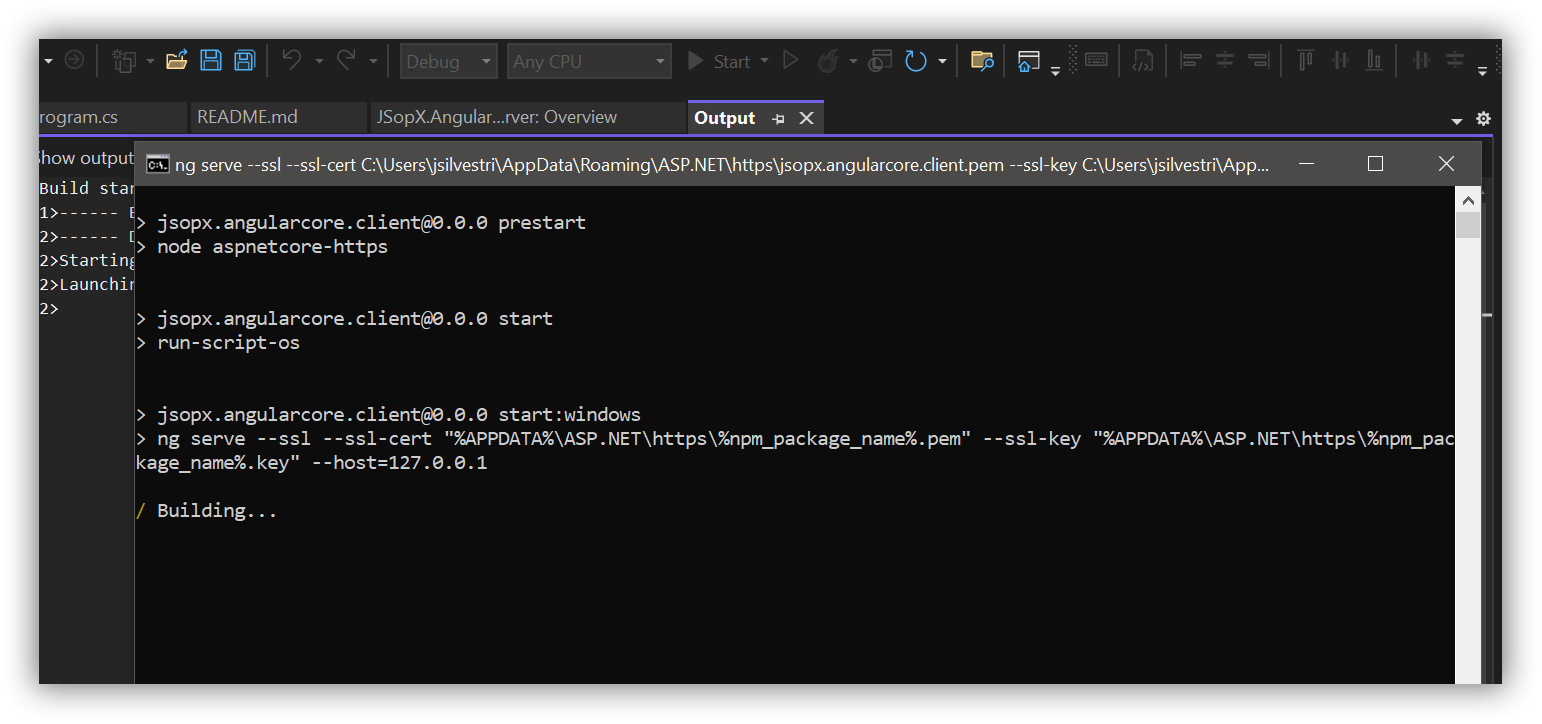 Debug Any CPU Start
rogram.cs README.md JSopX.Angular...rver: Overview Output
Show output
ng serve --ssl --ssl-cert C:\Users\jsilvestri\AppData\Roaming\ASP.NET\https\jsopx.angularcore.client.pem --ssl-key C:\Users\jsilvestri\App...
Build star
1>------ B
2>------ D
2>Starting
2>Launchin
2>
> jsopx.angularcore.client@0.0.0 prestart
> node aspnetcore-https
> jsopx.angularcore.client@0.0.0 start
> run-script-os
> jsopx.angularcore.client@0.0.0 start:windows
> ng serve --ssl --ssl-cert "%APPDATA%\ASP.NET\https\%npm_package_name%.pem" --ssl-key "%APPDATA%\ASP.NET\https\%npm_pac
kage_name%.key" --host=127.0.0.1
/ Building...